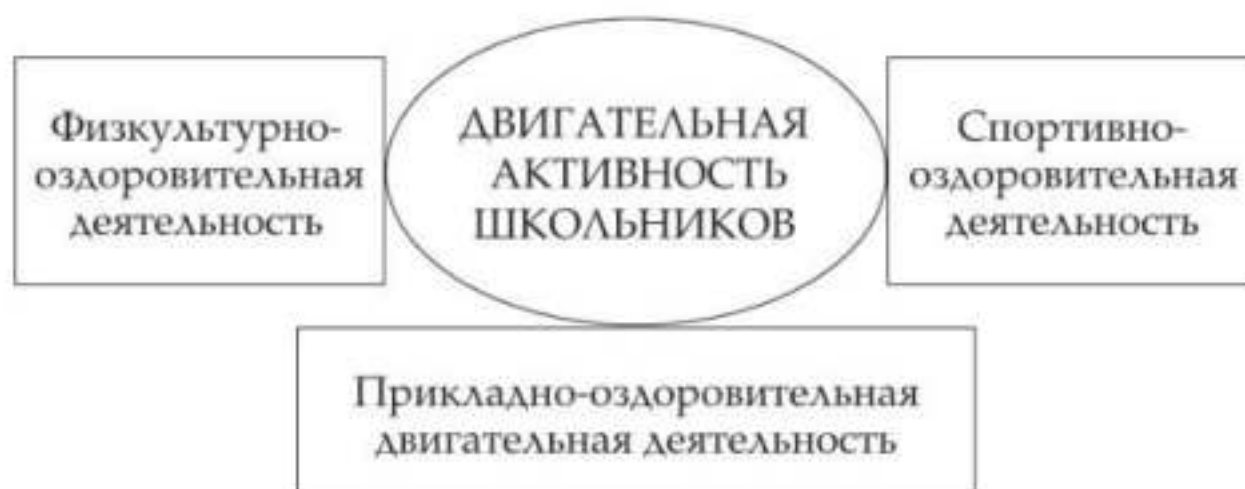 Физкультурно-
оздоровительная
деятельность
ДВИГАТЕЛЬНАЯ
АКТИВНОСТЬ
ШКОЛЬНИКОВ
Спортивно-
оздоровительная
деятельность
Прикладно-оздоровительная
двигательная деятельность